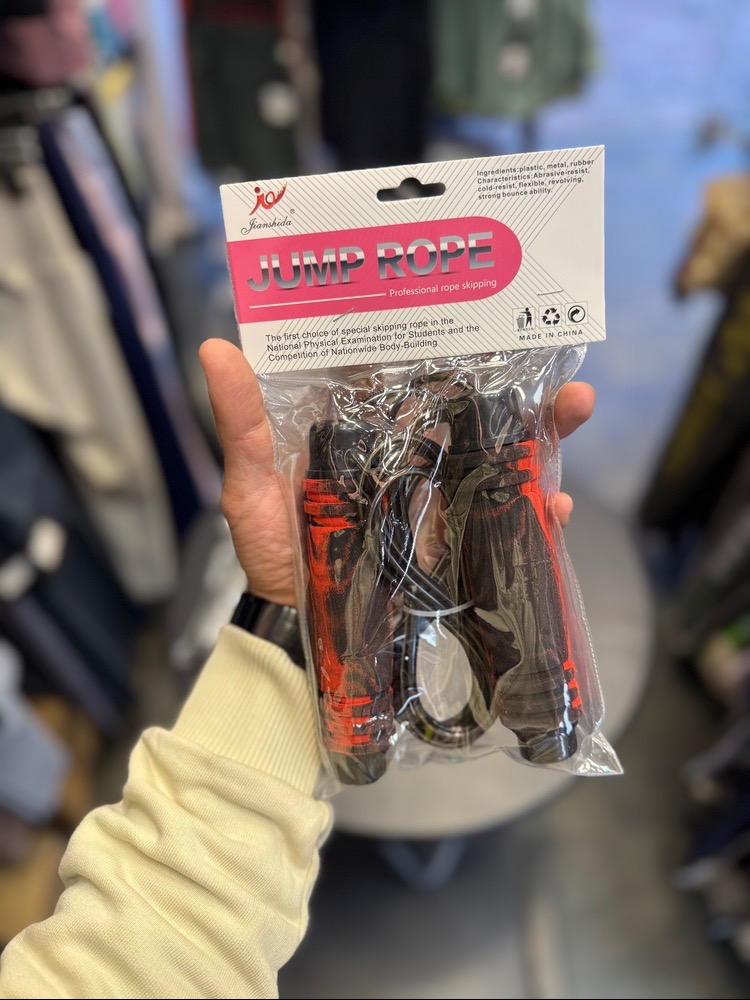 Jianshida
®
Ingredients:plastic, metal, rubber
Characteristics:Abrasive-resist,
cold-resist, flexible, revolving,
strong bounce ability.
JUMP ROPE
Professional rope skipping
The first choice of special skipping rope in the
National Physical Examination for Students and the
Competition of Nationwide Body-Building
MADE IN CHINA